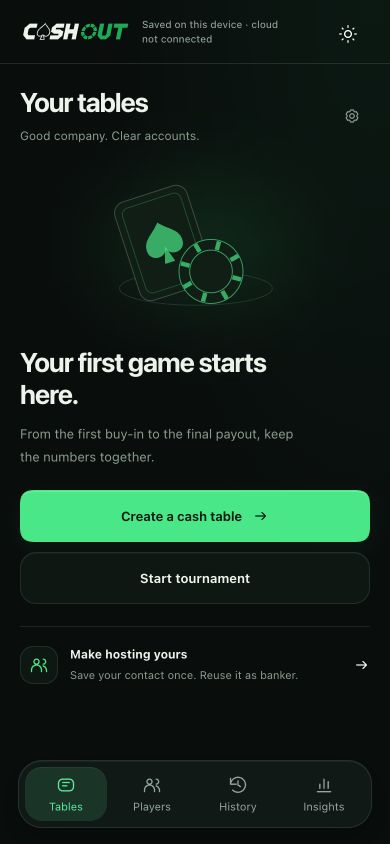 CASHOUT
Saved on this device · cloud
not connected
Your tables
Good company. Clear accounts.
Your first game starts
here.
From the first buy-in to the final payout, keep
the numbers together.
Create a cash table →
Start tournament
Make hosting yours
Save your contact once. Reuse it as banker.
Tables
Players
History
Insights